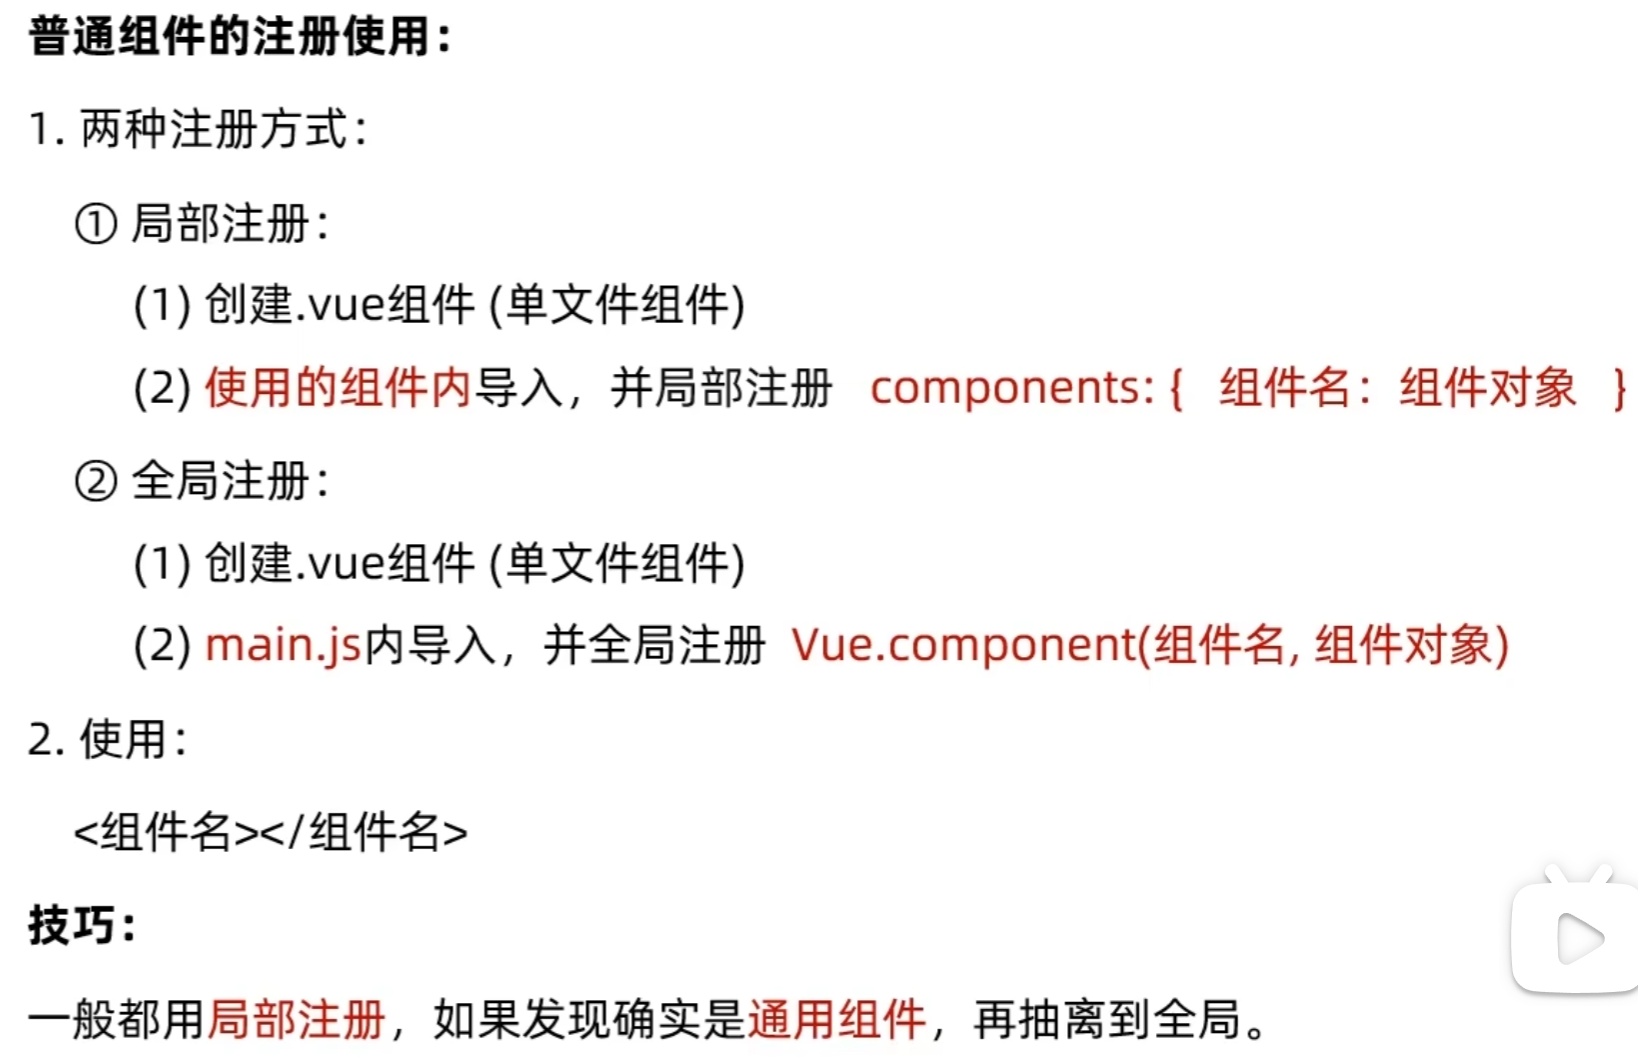 普通组件的注册使用：
1. 两种注册方式：
① 局部注册：
(1) 创建.vue组件 (单文件组件)
(2) 使用的组件内导入，并局部注册 components: { 组件名：组件对象 }
② 全局注册：
(1) 创建.vue组件 (单文件组件)
(2) main.js内导入，并全局注册 Vue.component(组件名, 组件对象)
2. 使用：
<组件名></组件名>
技巧：
一般都用局部注册，如果发现确实是通用组件，再抽离到全局。